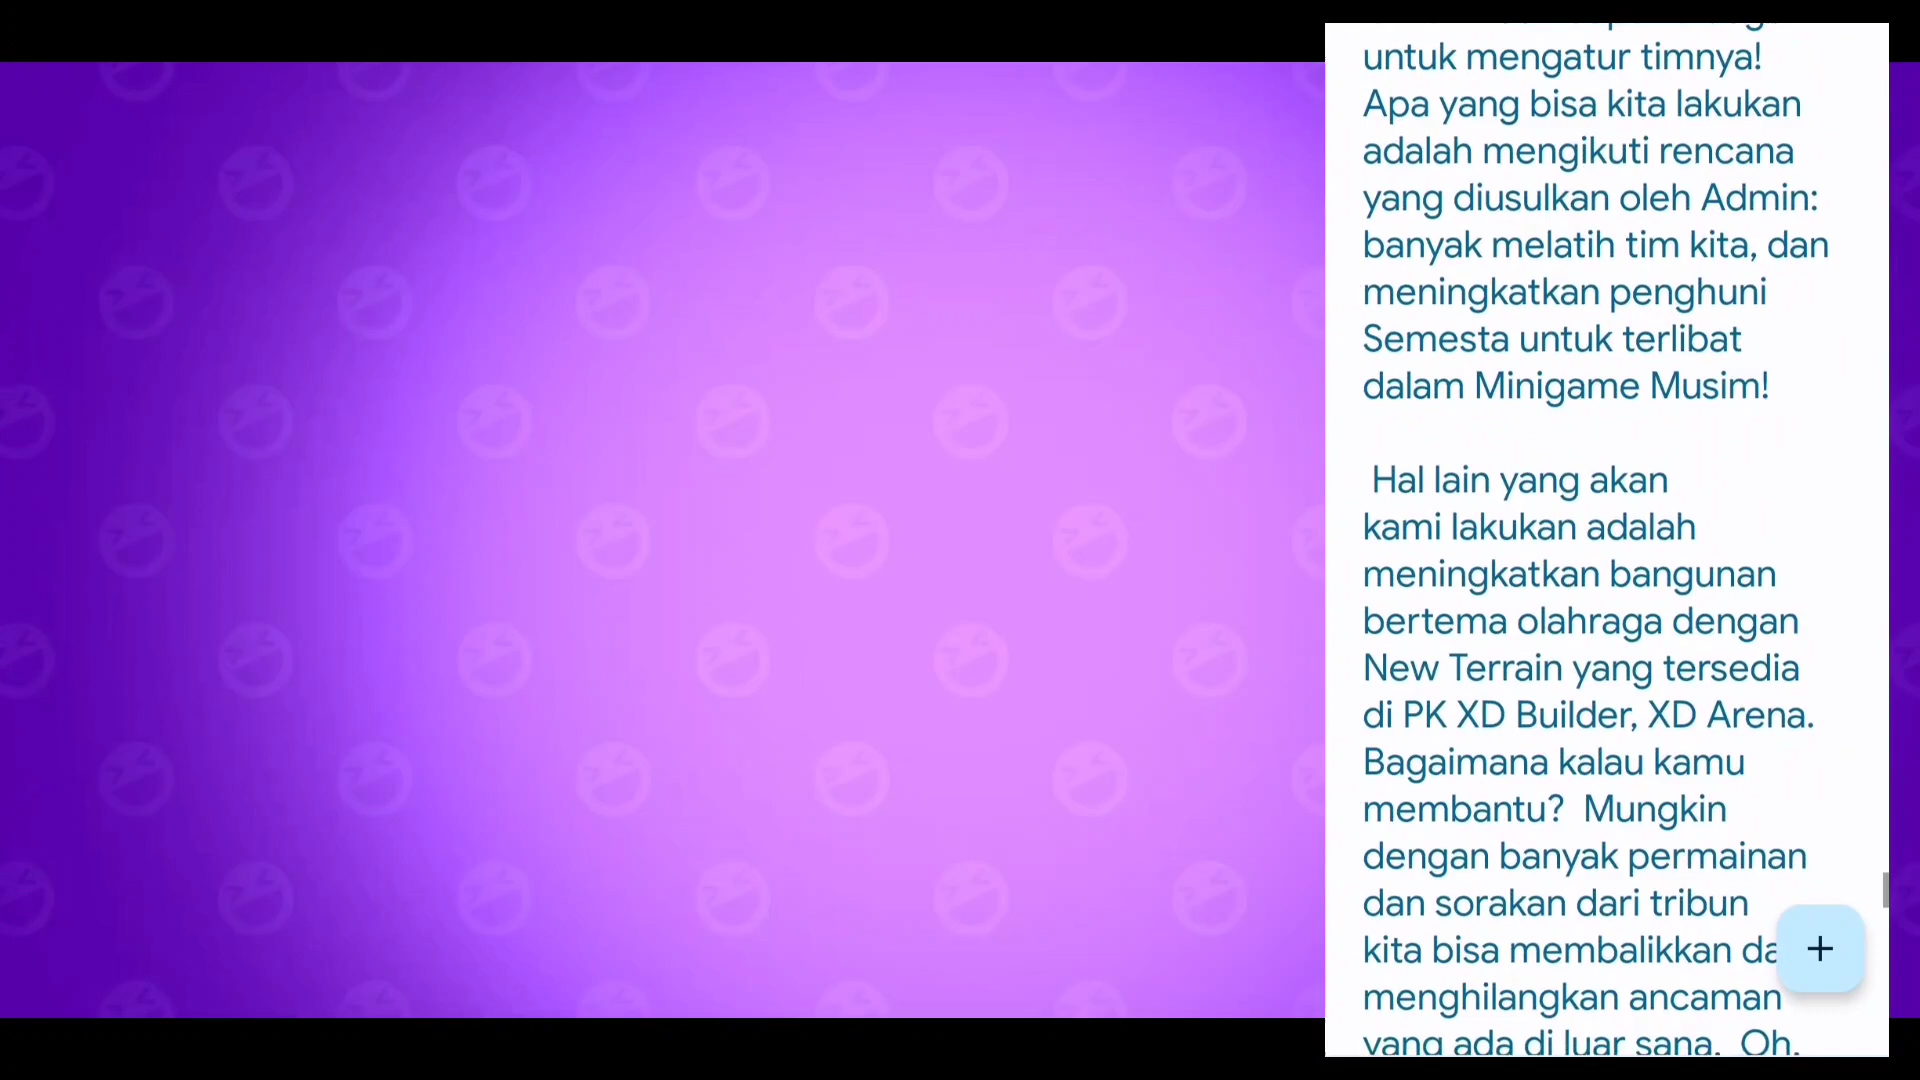 untuk mengatur timnya!
Apa yang bisa kita lakukan
adalah mengikuti rencana
yang diusulkan oleh Admin:
banyak melatih tim kita, dan
meningkatkan penghuni
Semesta untuk terlibat
dalam Minigame Musim!
Hal lain yang akan
kami lakukan adalah
meningkatkan bangunan
bertema olahraga dengan
New Terrain yang tersedia
di PK XD Builder, XD Arena.
Bagaimana kalau kamu
membantu?  Mungkin
dengan banyak permainan
dan sorakan dari tribun
kita bisa membalikkan
menghilangkan ancaman
yang ada di luar sana.  Oh,